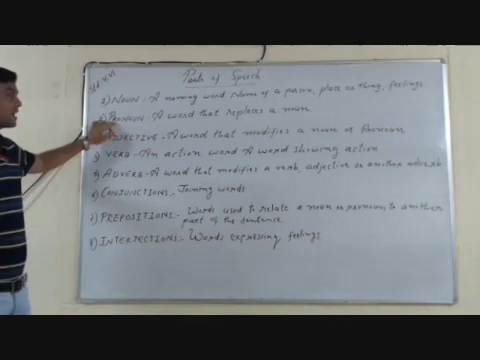 Std V, VI
Parts of Speech
1) NOUN - A naming word Name of a person, place or thing, feelings
2) PRONOUN - A word that replaces a noun
ADJECTIVE - A word that modifies a noun or Pronoun
4) VERB - An action word A word showing action
5) ADVERB - A word that modifies a verb, adjective or another adverb
6) CONJUNCTIONS :- Joining words
7) PREPOSITIONS :- Words used to relate a noun or pronoun to another
part of the sentence
8) INTERJECTIONS :- Words expressing feelings